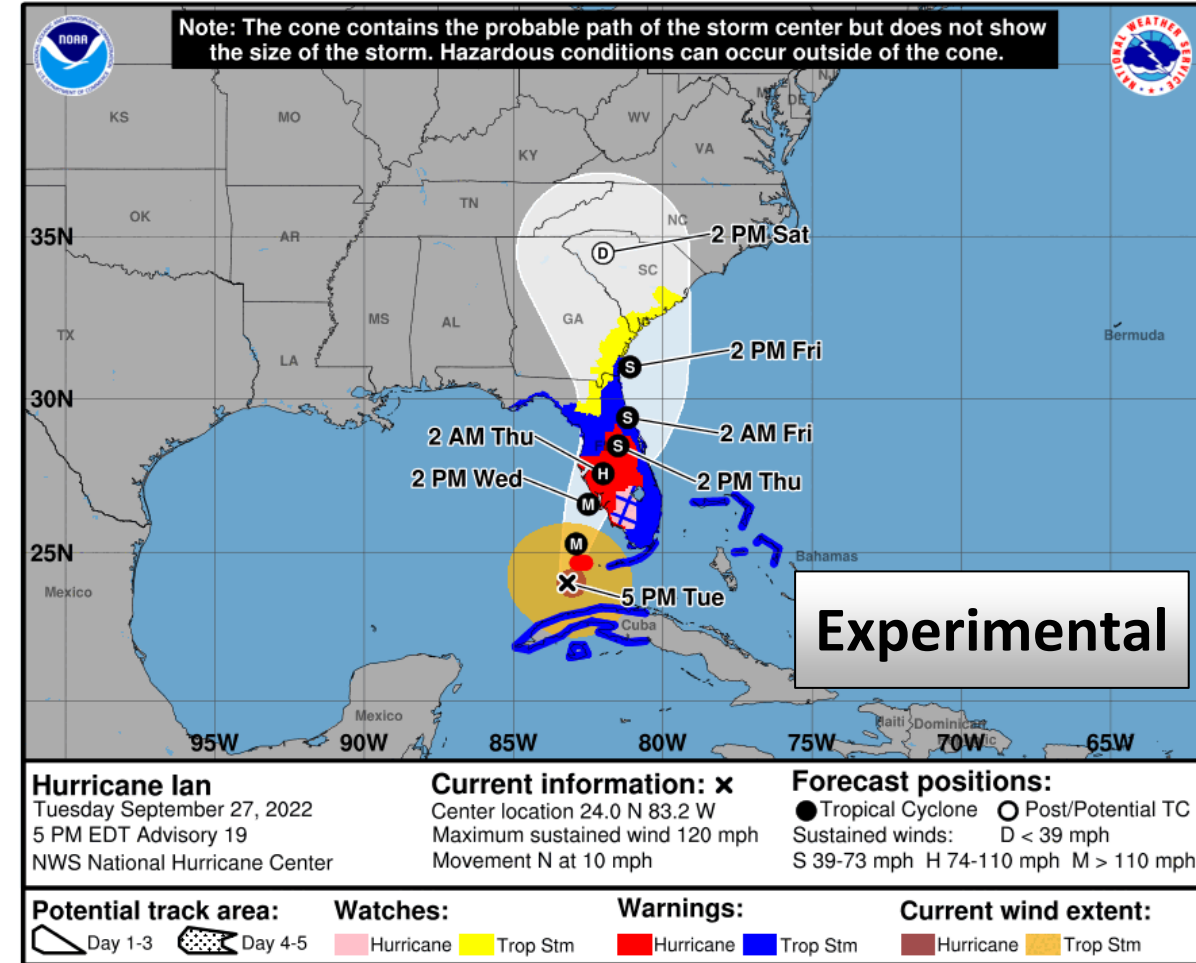 Note: The cone contains the probable path of the storm center but does not show
the size of the storm. Hazardous conditions can occur outside of the cone.
NOAA
NATIONAL WEATHER SERVICE
NJ
DE
KS
MO
WV
KY
VA
TN
OK
NC
AR
35N
2 PM Sat
D
SC
MS
AL
GA
TX
Bermuda
LA
2 PM Fri
S
30N
S
2 AM Fri
2 AM Thu
S
H
2 PM Thu
2 PM Wed
M
M
25N
Bahamas
Mexico
5 PM Tue
Cuba
Experimental
Mexico
Haiti
Dominican
95W
90W
85W
80W
75W
70W
65W
Hurricane Ian
Tuesday September 27, 2022
5 PM EDT Advisory 19
NWS National Hurricane Center
Current information: ×
Center location 24.0 N 83.2 W
Maximum sustained wind 120 mph
Movement N at 10 mph
Forecast positions:
Tropical Cyclone Post/Potential TC
Sustained winds: D < 39 mph
S 39-73 mph H 74-110 mph M > 110 mph
Potential track area:
Day 1-3 Day 4-5
Watches:
Hurricane Trop Stm
Warnings:
Hurricane Trop Stm
Current wind extent:
Hurricane Trop Stm